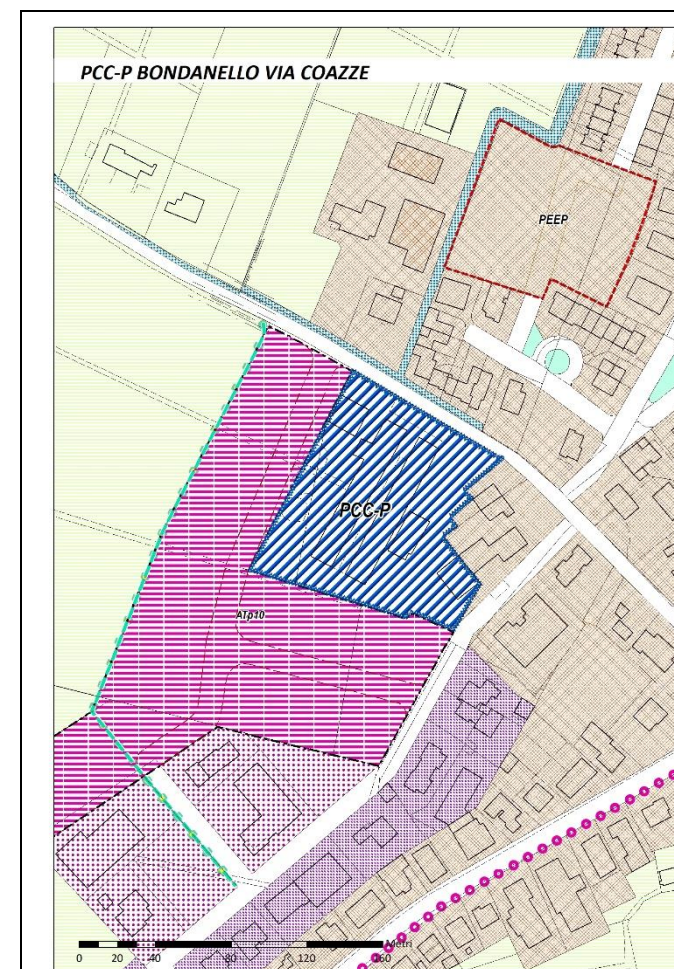 PCC-P BONDANELLO VIA COAZZE
PEEP
PCC-P
ATp10
Metri
0 20 40 80 120 160